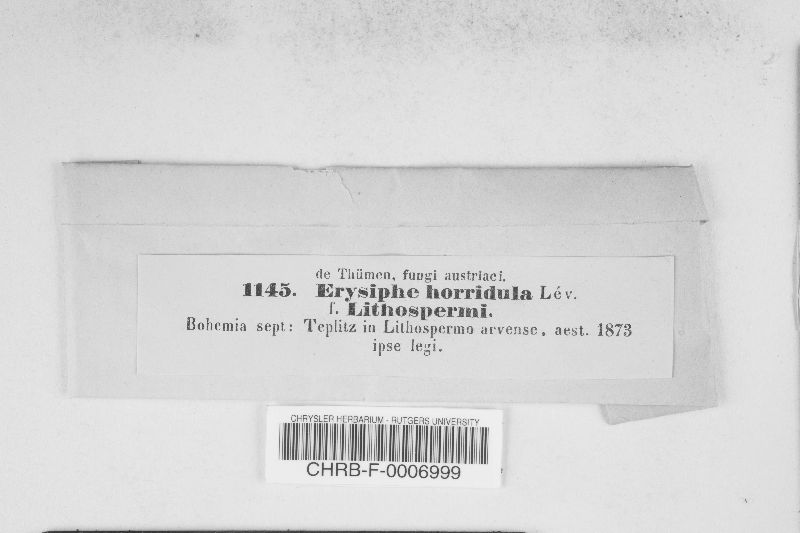 de Thümen, fungi austriaci.
1145. Erysiphe horridula Lév.
f. Lithospermi.
Bohemia sept: Teplitz in Lithospermo arvense, aest. 1873
ipse legi.
CHRYSLER HERBARIUM - RUTGERS UNIVERSITY
CHRB-F-0006999